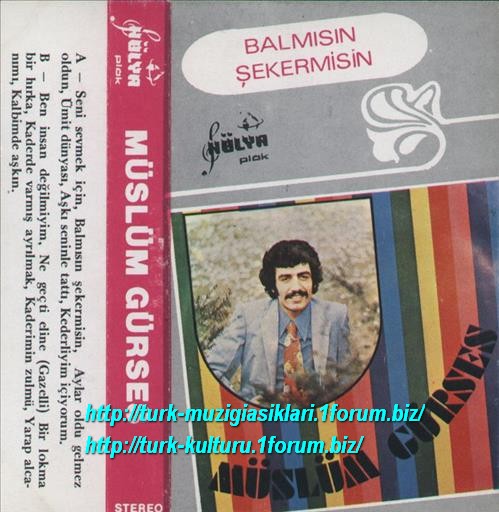 A — Seni sevmek için, Balmısın şekermisin, Aylar oldu gelmez
oldun, Ümit dünyası, Aşkı seninle tattı, Kederliyim içiyorum.
B — Ben insan değilmiyim, Ne geçti eline (Gazelli) Bir lokma
bir hırka, Kaderde varmış ayrılmak, Kaderimin zulmü, Yarap alca-
nımı, Kalbimde aşkın.
HÜLYA
plak
MÜSLÜM GÜRSES
STEREO
BALMISIN
ŞEKERMİSİN
HÜLYA
plak
MÜSLÜM GÜRSES
http://turk-muzigiasiklari.1forum.biz/
http://turk-kulturu.1forum.biz/